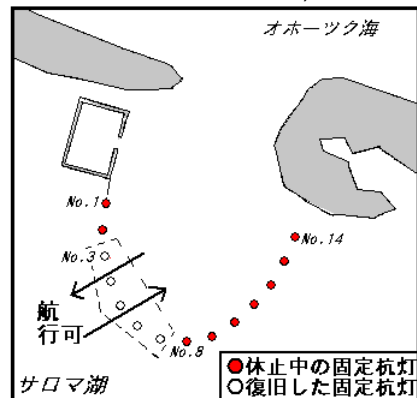 オホーツク海
No.1
No.14
No.3
航
行可
No.8
サロマ湖
休止中の固定杭灯
復旧した固定杭灯